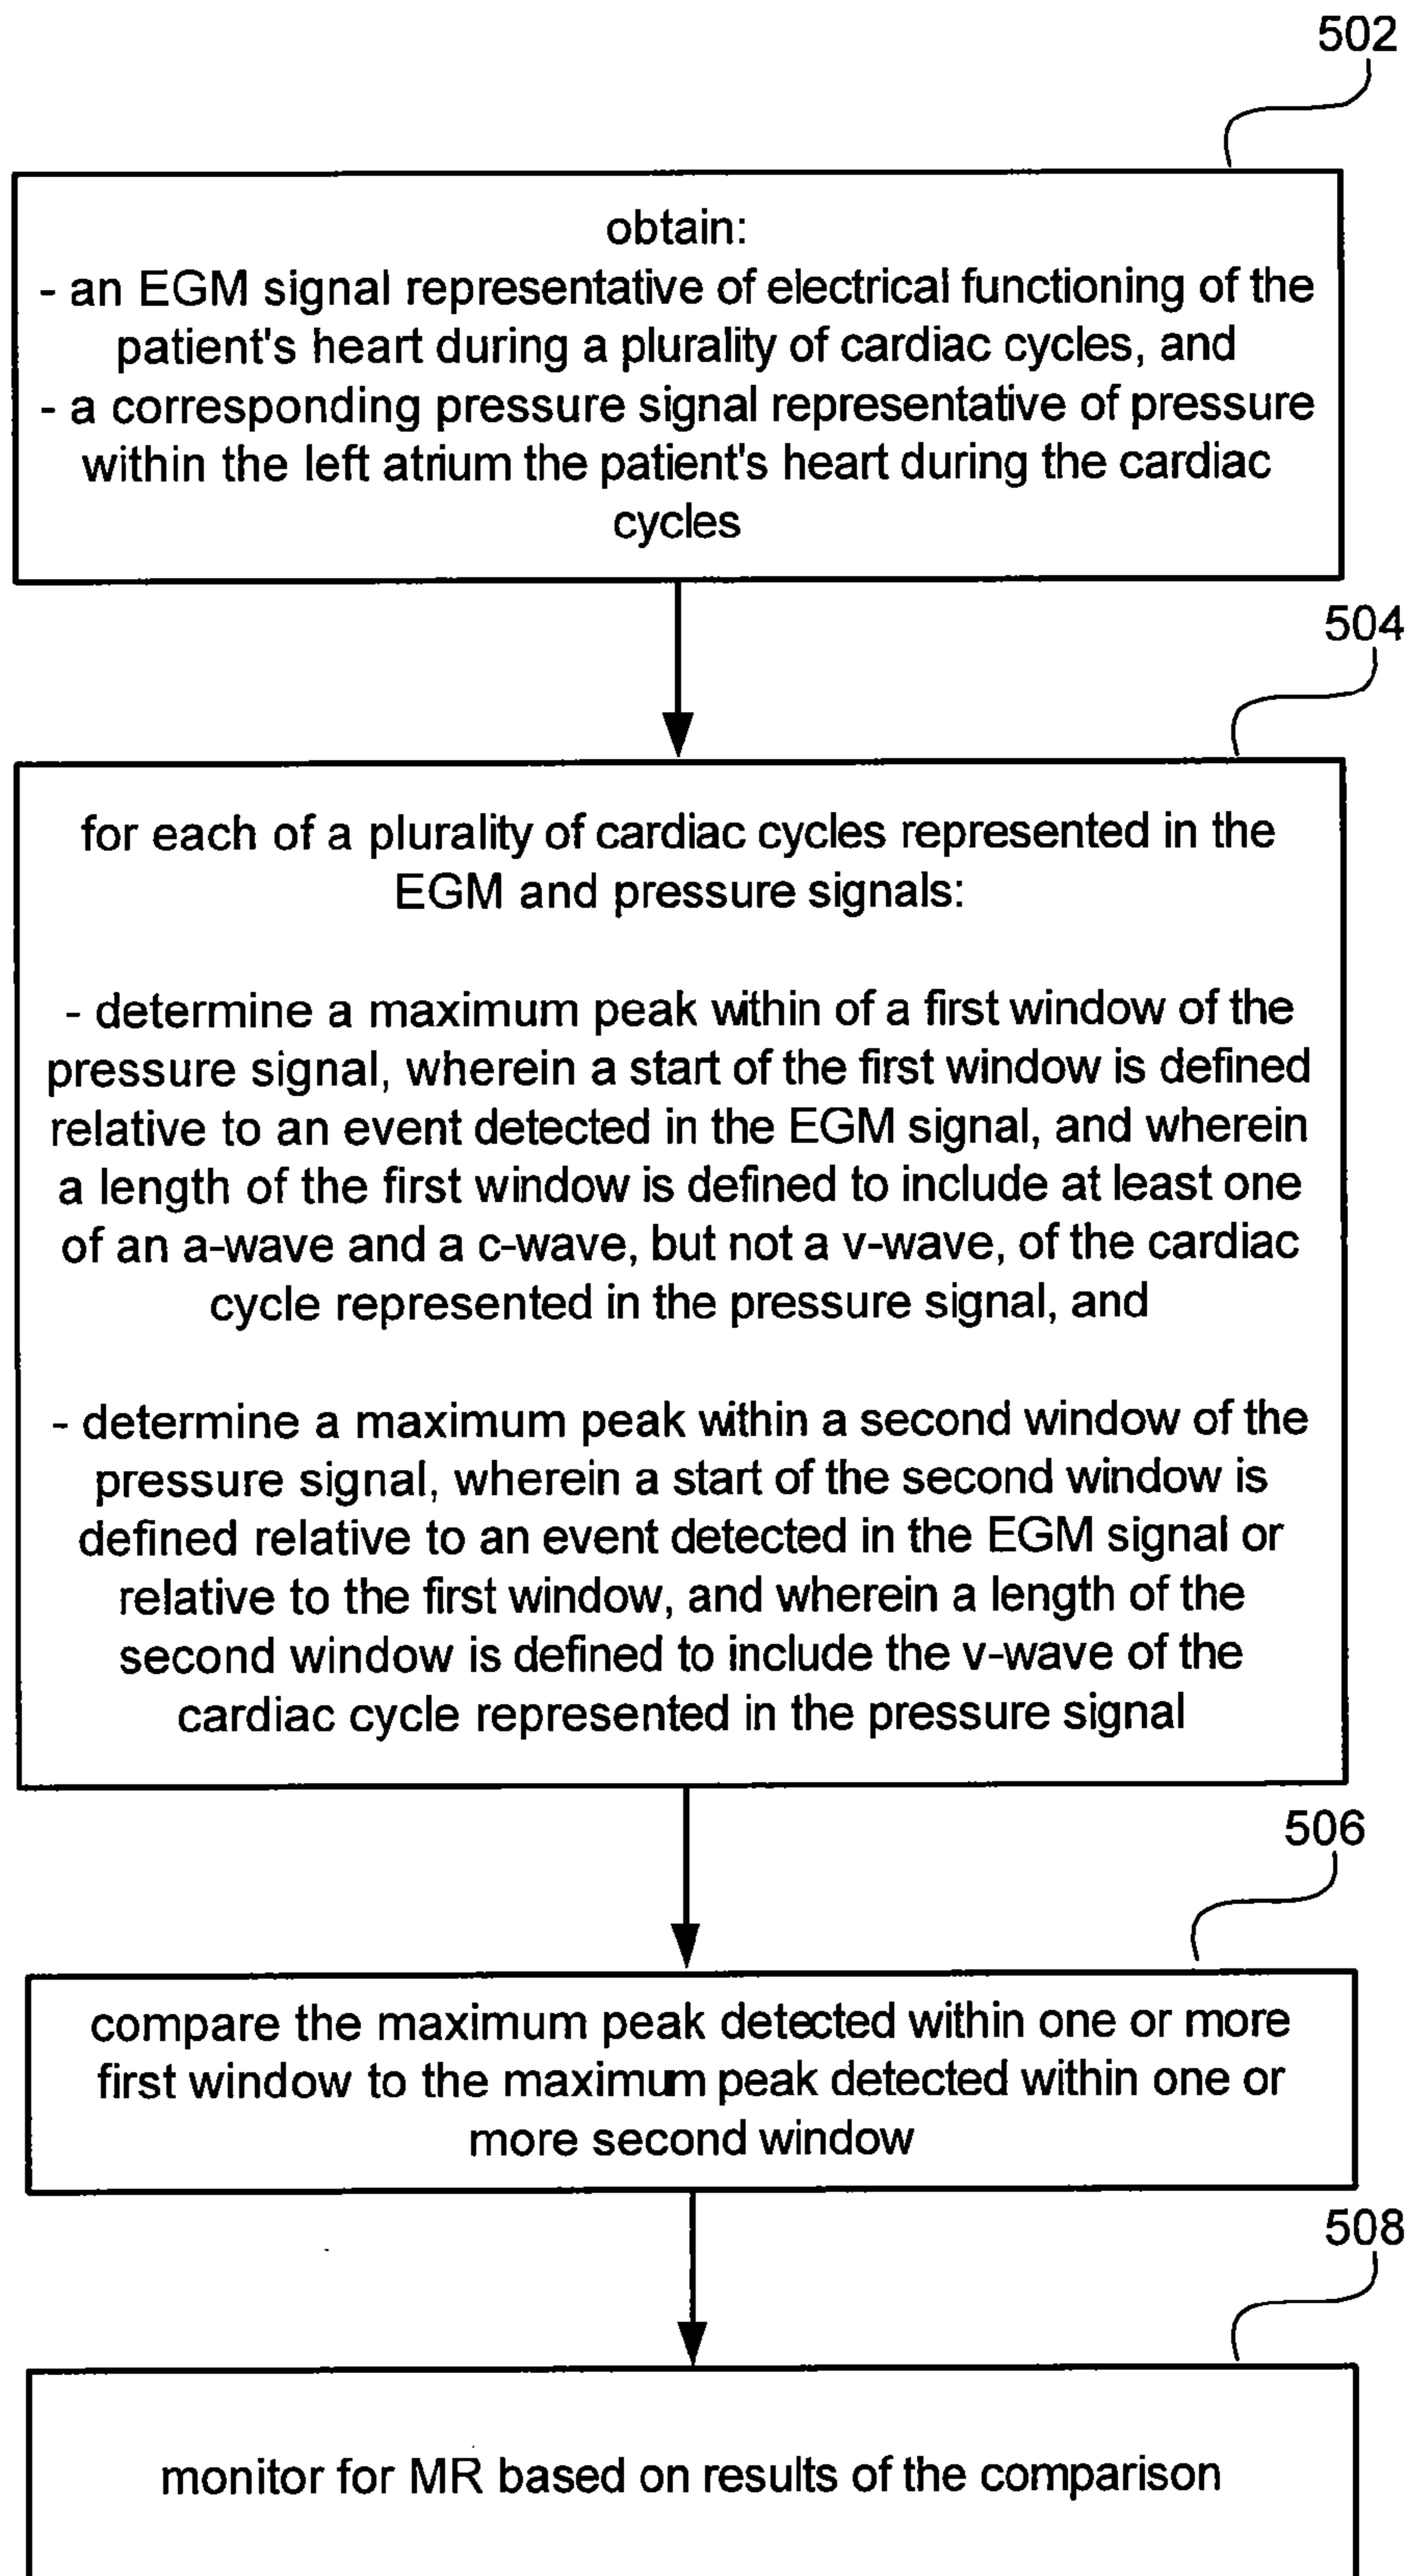 502
obtain:
- an EGM signal representative of electrical functioning of the
patient's heart during a plurality of cardiac cycles, and
- a corresponding pressure signal representative of pressure
within the left atrium the patient's heart during the cardiac
cycles
504
for each of a plurality of cardiac cycles represented in the
EGM and pressure signals:
- determine a maximum peak within of a first window of the
pressure signal, wherein a start of the first window is defined
relative to an event detected in the EGM signal, and wherein
a length of the first window is defined to include at least one
of an a-wave and a c-wave, but not a v-wave, of the cardiac
cycle represented in the pressure signal, and
- determine a maximum peak within a second window of the
pressure signal, wherein a start of the second window is
defined relative to an event detected in the EGM signal or
relative to the first window, and wherein a length of the
second window is defined to include the v-wave of the
cardiac cycle represented in the pressure signal
506
compare the maximum peak detected within one or more
first window to the maximum peak detected within one or
more second window
508
monitor for MR based on results of the comparison